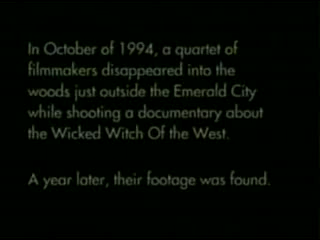 In October of 1994, a quartet of
filmmakers disappeared into the
woods just outside the Emerald City
while shooting a documentary about
the Wicked Witch Of the West.
A year later, their footage was found.